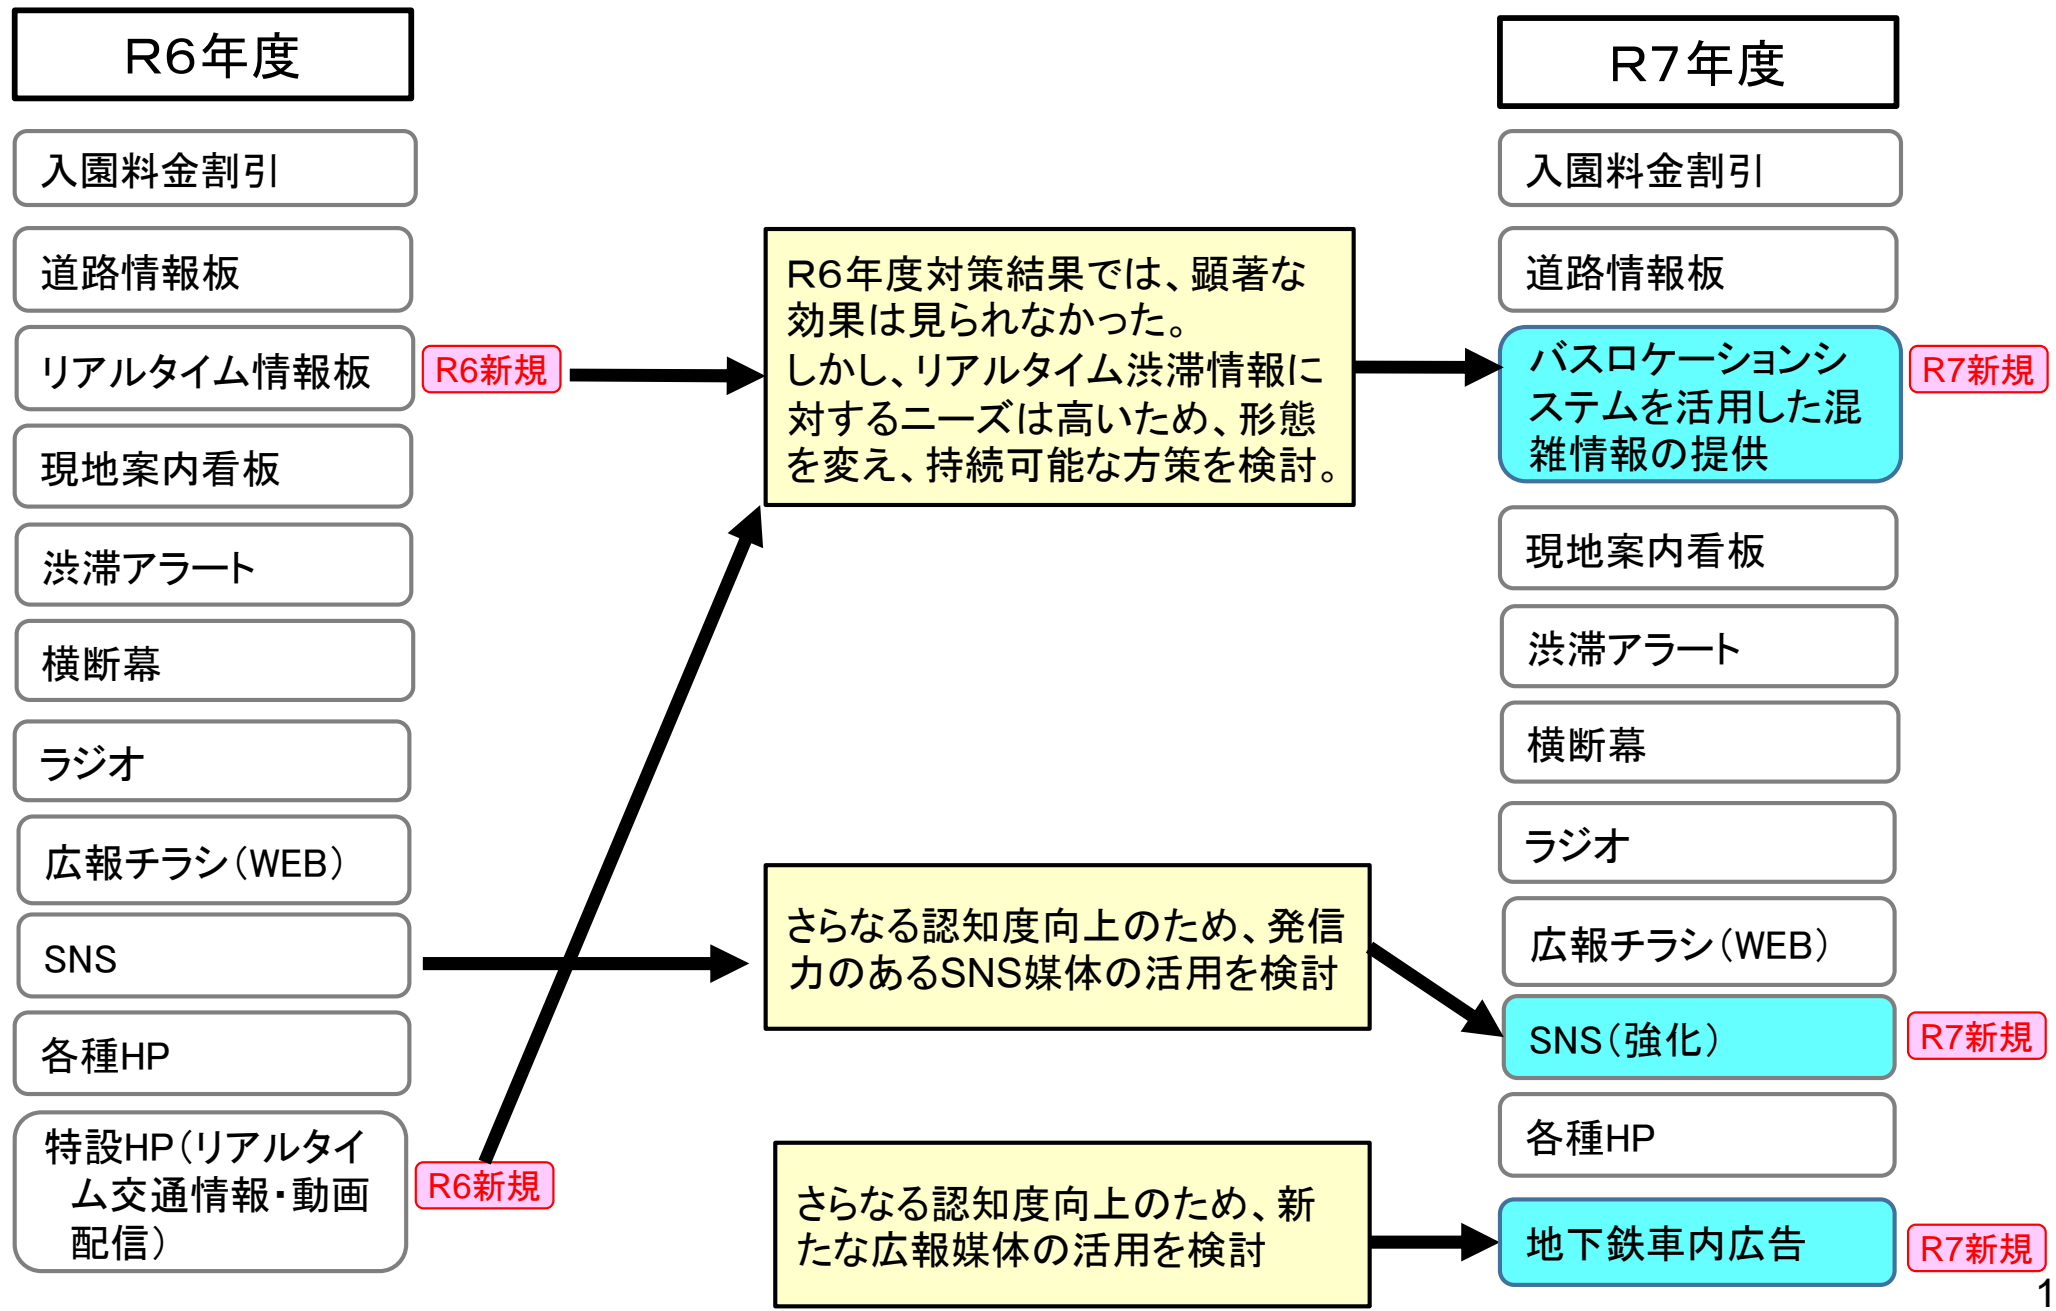 R6年度
入園料金割引
道路情報板
リアルタイム情報板
R6新規
現地案内看板
渋滞アラート
横断幕
ラジオ
広報チラシ(WEB)
SNS
各種HP
特設HP(リアルタイ
ム交通情報・動画
配信)
R6新規
R6年度対策結果では、顕著な
効果は見られなかった。
しかし、リアルタイム渋滞情報に
対するニーズは高いため、形態
を変え、持続可能な方策を検討。
さらなる認知度向上のため、発信
力のあるSNS媒体の活用を検討
さらなる認知度向上のため、新
たな広報媒体の活用を検討
R7年度
入園料金割引
道路情報板
バスロケーションシ
ステムを活用した混
雑情報の提供
R7新規
現地案内看板
渋滞アラート
横断幕
ラジオ
広報チラシ(WEB)
SNS(強化)
R7新規
各種HP
地下鉄車内広告
R7新規
1